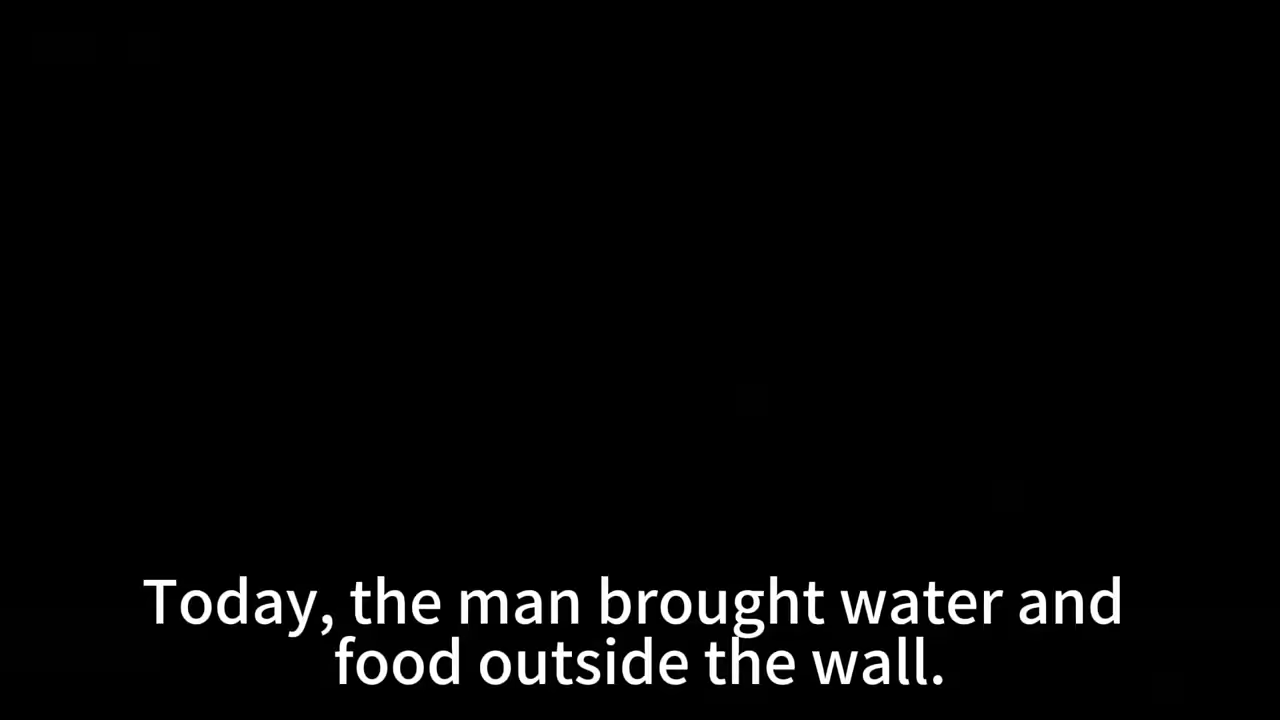 Today, the man brought water and
food outside the wall.